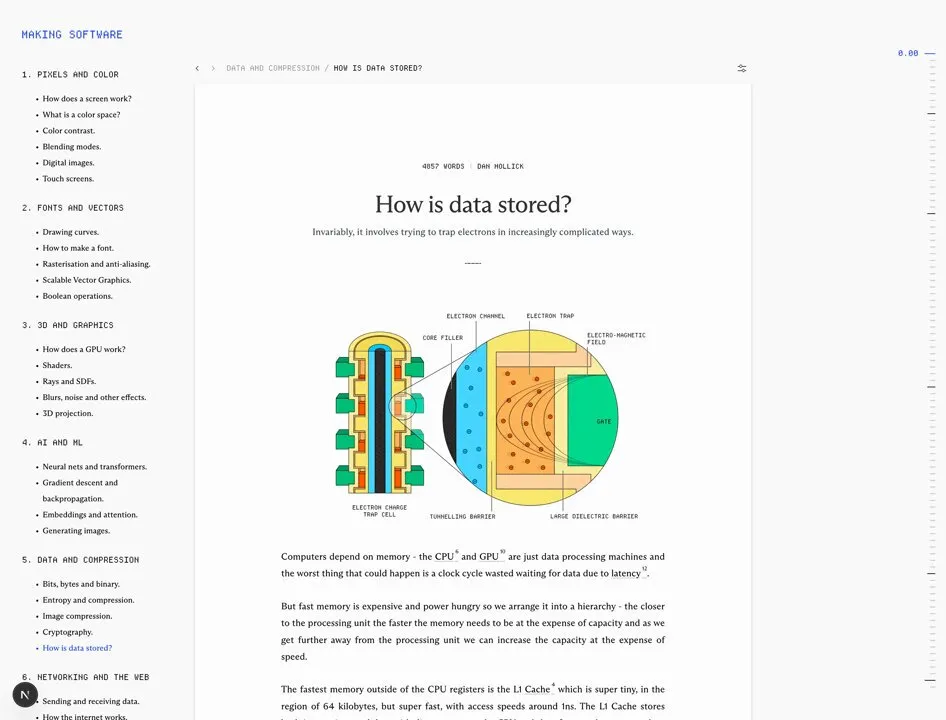 MAKING SOFTWARE
1. PIXELS AND COLOR
• How does a screen work?
• What is a color space?
• Color contrast.
• Blending modes.
• Digital images.
• Touch screens.
2. FONTS AND VECTORS
• Drawing curves.
• How to make a font.
• Rasterisation and anti-aliasing.
• Scalable Vector Graphics.
• Boolean operations.
3. 3D AND GRAPHICS
• How does a GPU work?
• Shaders.
• Rays and SDFs.
• Blurs, noise and other effects.
• 3D projection.
4. AI AND ML
• Neural nets and transformers.
• Gradient descent and
backpropagation.
• Embeddings and attention.
• Generating images.
5. DATA AND COMPRESSION
• Bits, bytes and binary.
• Entropy and compression.
• Image compression.
• Cryptography.
• How is data stored?
6. NETWORKING AND THE WEB
• Sending and receiving data.
• How the internet works.
N
DATA AND COMPRESSION / HOW IS DATA STORED?
0.00
4057 WORDS | DAN HOLLICK
How is data stored?
Invariably, it involves trying to trap electrons in increasingly complicated ways.
ELECTRON CHANNEL
ELECTRON TRAP
CORE FILLER
ELECTRO-MAGNETIC
FIELD
GATE
ELECTRON CHARGE
TRAP CELL
TUNNELLING BARRIER
LARGE DIELECTRIC BARRIER
Computers depend on memory - the CPU 6 and GPU 10 are just data processing machines and
the worst thing that could happen is a clock cycle wasted waiting for data due to latency 12.
But fast memory is expensive and power hungry so we arrange it into a hierarchy - the closer
to the processing unit the faster the memory needs to be at the expense of capacity and as we
get further away from the processing unit we can increase the capacity at the expense of
speed.
The fastest memory outside of the CPU registers is the L1 Cache 4 which is super tiny, in the
region of 64 kilobytes, but super fast, with access speeds around 1ns. The L1 Cache stores